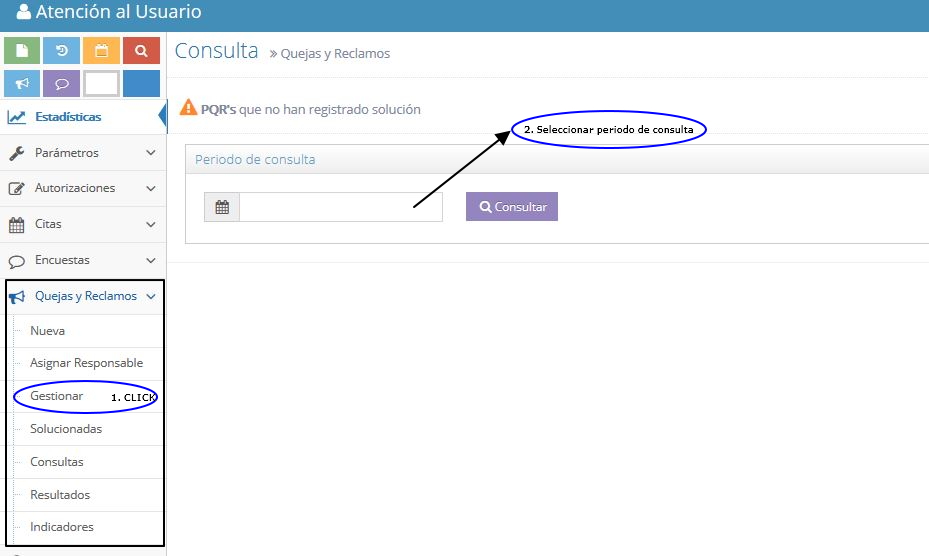 Atención al Usuario
Consulta » Quejas y Reclamos
PQR's que no han registrado solución
2. Seleccionar periodo de consulta
Periodo de consulta
Consultar
Estadísticas
Parámetros
Autorizaciones
Citas
Encuestas
Quejas y Reclamos
Nueva
Asignar Responsable
Gestionar 1. CLICK
Solucionadas
Consultas
Resultados
Indicadores